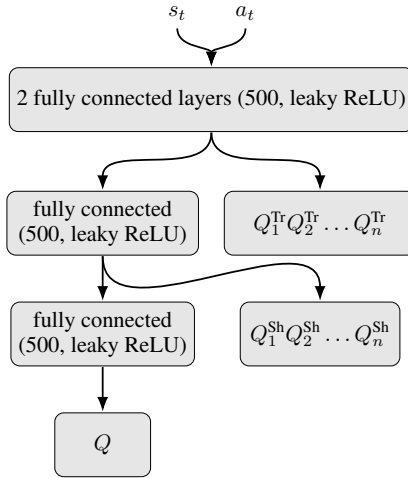 s_t a_t
2 fully connected layers (500, leaky ReLU)
fully connected
(500, leaky ReLU)
Q_1^Tr Q_2^Tr … Q_n^Tr
fully connected
(500, leaky ReLU)
Q_1^Sh Q_2^Sh … Q_n^Sh
Q